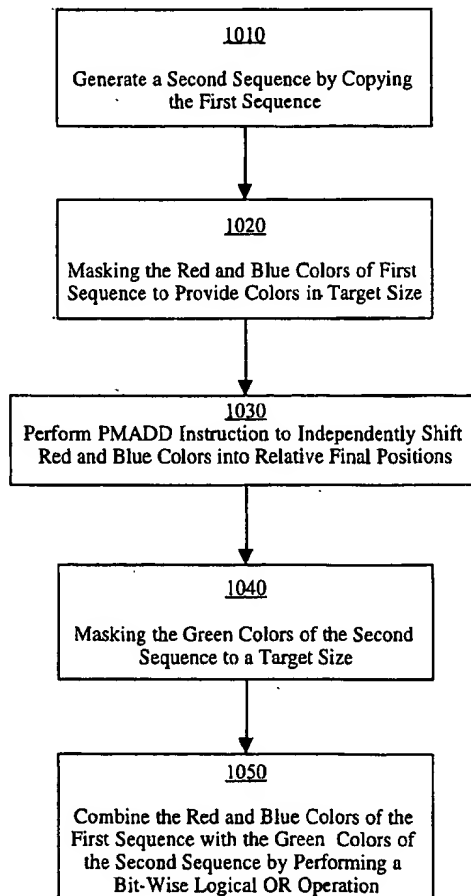 1010
Generate a Second Sequence by Copying
the First Sequence
1020
Masking the Red and Blue Colors of First
Sequence to Provide Colors in Target Size
1030
Perform PMADD Instruction to Independently Shift
Red and Blue Colors into Relative Final Positions
1040
Masking the Green Colors of the Second
Sequence to a Target Size
1050
Combine the Red and Blue Colors of the
First Sequence with the Green Colors of
the Second Sequence by Performing a
Bit-Wise Logical OR Operation